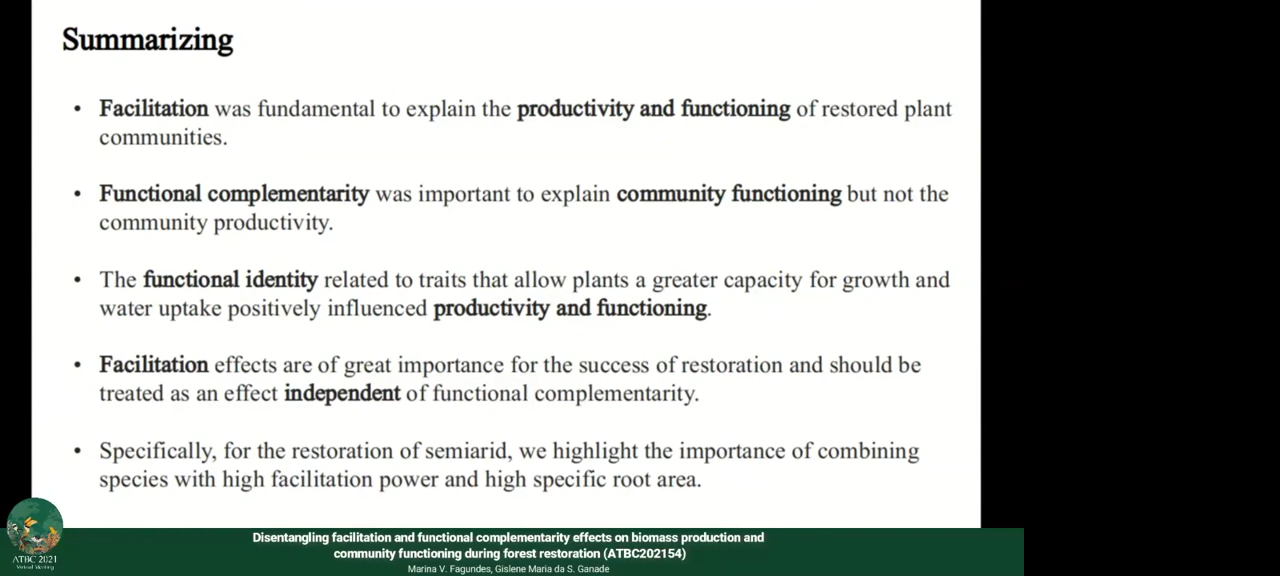 Summarizing
• Facilitation was fundamental to explain the productivity and functioning of restored plant
communities.
• Functional complementarity was important to explain community functioning but not the
community productivity.
• The functional identity related to traits that allow plants a greater capacity for growth and
water uptake positively influenced productivity and functioning.
• Facilitation effects are of great importance for the success of restoration and should be
treated as an effect independent of functional complementarity.
• Specifically, for the restoration of semiarid, we highlight the importance of combining
species with high facilitation power and high specific root area.
ATBC 2021
Virtual Meeting
Disentangling facilitation and functional complementarity effects on biomass production and
community functioning during forest restoration (ATBC202154)
Marina V. Fagundes, Gislene Maria da S. Ganade